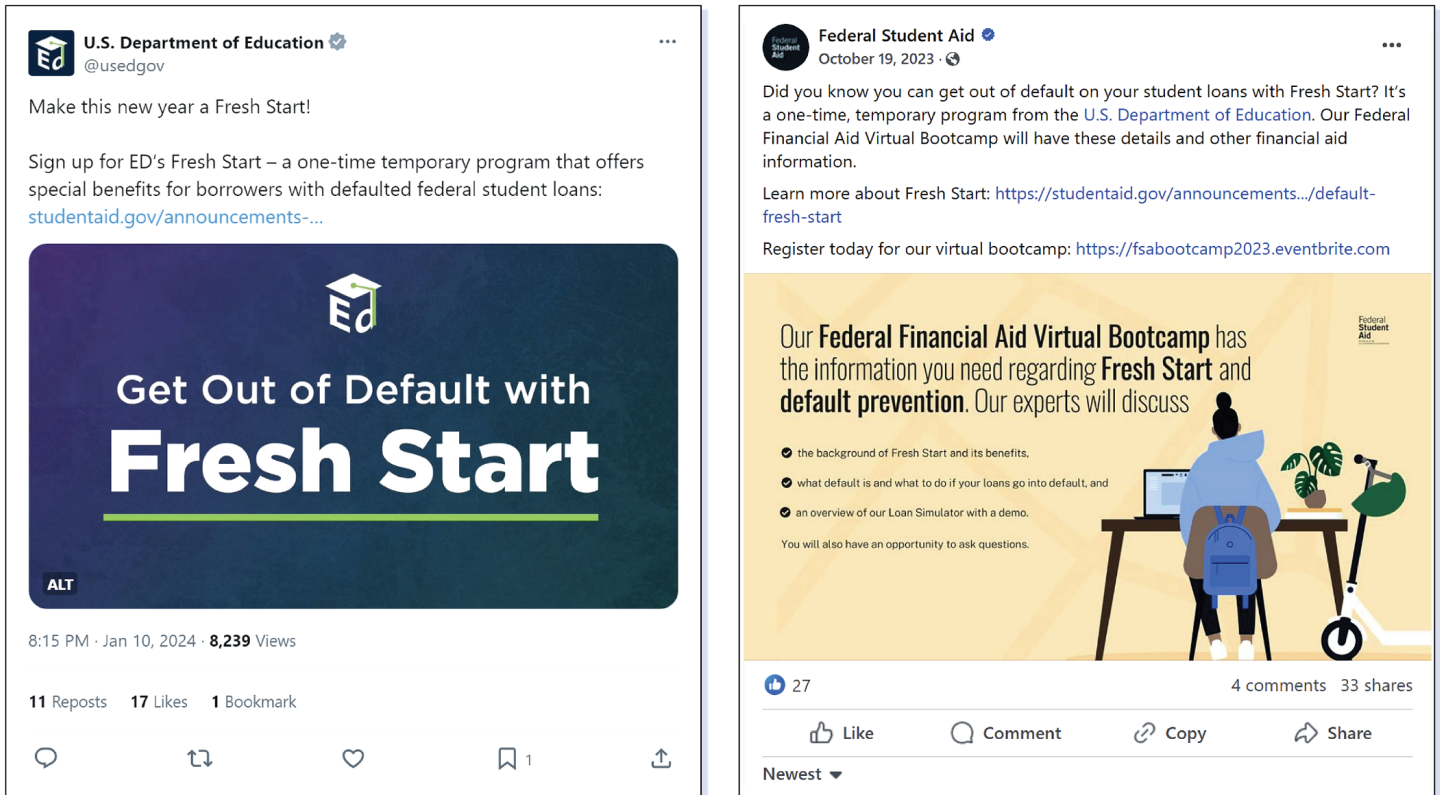 Ed
U.S. Department of Education
@usedgov
Make this new year a Fresh Start!
Sign up for ED's Fresh Start – a one-time temporary program that offers
special benefits for borrowers with defaulted federal student loans:
studentaid.gov/announcements-...
Ed
Get Out of Default with
Fresh Start
ALT
8:15 PM · Jan 10, 2024 · 8,239 Views
11 Reposts 17 Likes 1 Bookmark
1
Federal
Student
Aid
Federal Student Aid
October 19, 2023 ·
Did you know you can get out of default on your student loans with Fresh Start? It's
a one-time, temporary program from the U.S. Department of Education. Our Federal
Financial Aid Virtual Bootcamp will have these details and other financial aid
information.
Learn more about Fresh Start: https://studentaid.gov/announcements.../default-
fresh-start
Register today for our virtual bootcamp: https://fsabootcamp2023.eventbrite.com
Our Federal Financial Aid Virtual Bootcamp has
the information you need regarding Fresh Start and
default prevention. Our experts will discuss
the background of Fresh Start and its benefits,
what default is and what to do if your loans go into default, and
an overview of our Loan Simulator with a demo.
You will also have an opportunity to ask questions.
Federal
Student
Aid
27
4 comments 33 shares
Like Comment Copy Share
Newest